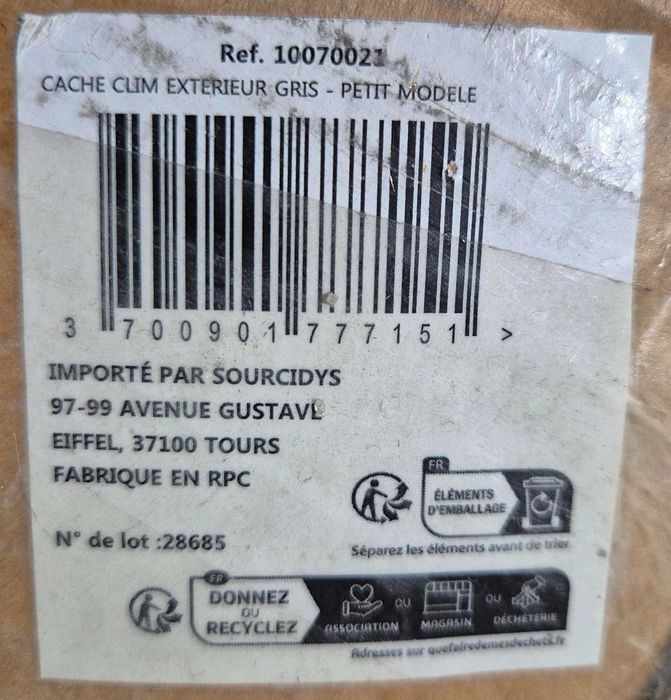 Ref. 10070021
CACHE CLIM EXTERIEUR GRIS - PETIT MODELE
3 700901 777151 >
IMPORTÉ PAR SOURCIDYS
97-99 AVENUE GUSTAVE
EIFFEL, 37100 TOURS
FABRIQUE EN RPC
N° de lot :28685
FR
ÉLÉMENTS
D'EMBALLAGE
Séparez les éléments avant de trier
FR
DONNEZ
OU
RECYCLEZ
ASSOCIATION OU MAGASIN OU DÉCHÈTERIE
Adresses sur quefairedemesdechets.fr